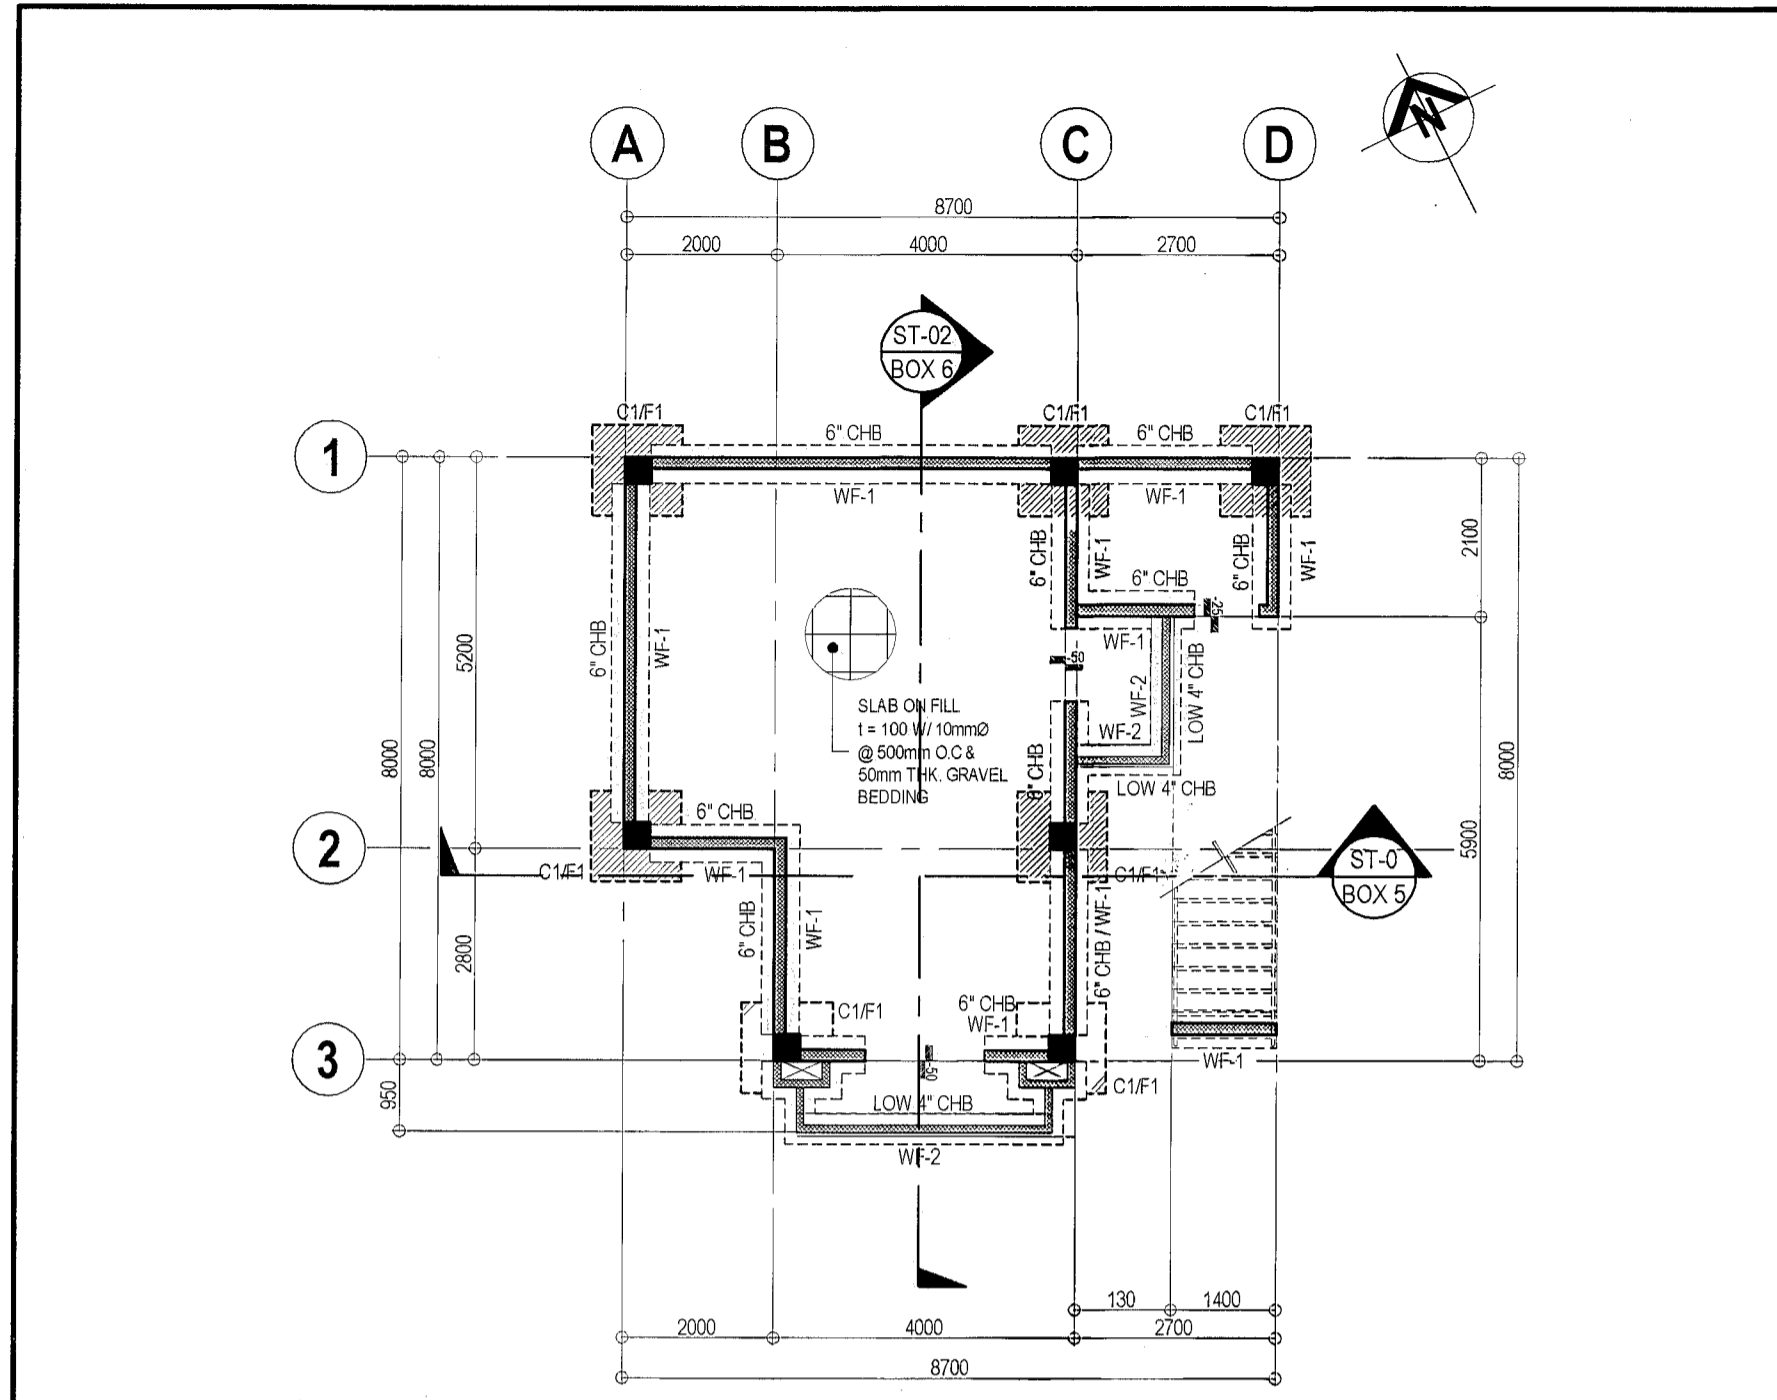 N
A B C D
8700
2000 4000 2700
ST-02
BOX 6
C1/F1 C1/F1 C1/F1
6" CHB 6" CHB
1
WF-1 WF-1
2100
6" CHB WF-1 6" CHB WF-1
6" CHB
-25
6" CHB WF-1
WF-1
-50
5200
WF-2 LOW 4" CHB
SLAB ON FILL
t = 100 W/ 10mmØ
@ 500mm O.C &
50mm THK. GRAVEL
BEDDING
WF-2
8000 8000
6" CHB
LOW 4" CHB
8000
6" CHB
2
5900
ST-0
BOX 5
C1/F1 WF-1 C1/F1
6" CHB WF-1
6" CHB / WF-1
2800
C1/F1
6" CHB
WF-1
3
-50
WF-1
950
C1/F1
LOW 4" CHB
WF-2
130 1400
2000 4000 2700
8700